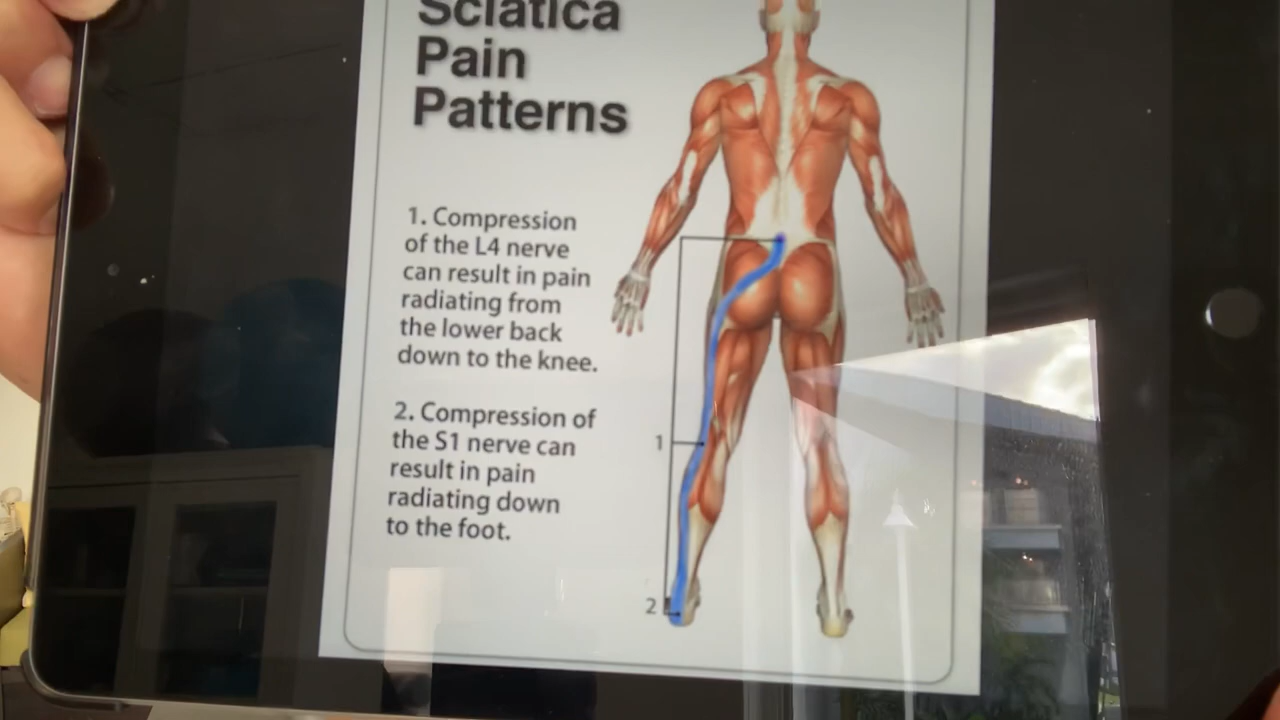 Sciatica
Pain
Patterns
1. Compression
of the L4 nerve
can result in pain
radiating from
the lower back
down to the knee.
2. Compression of
the S1 nerve can
result in pain
radiating down
to the foot.
1
2